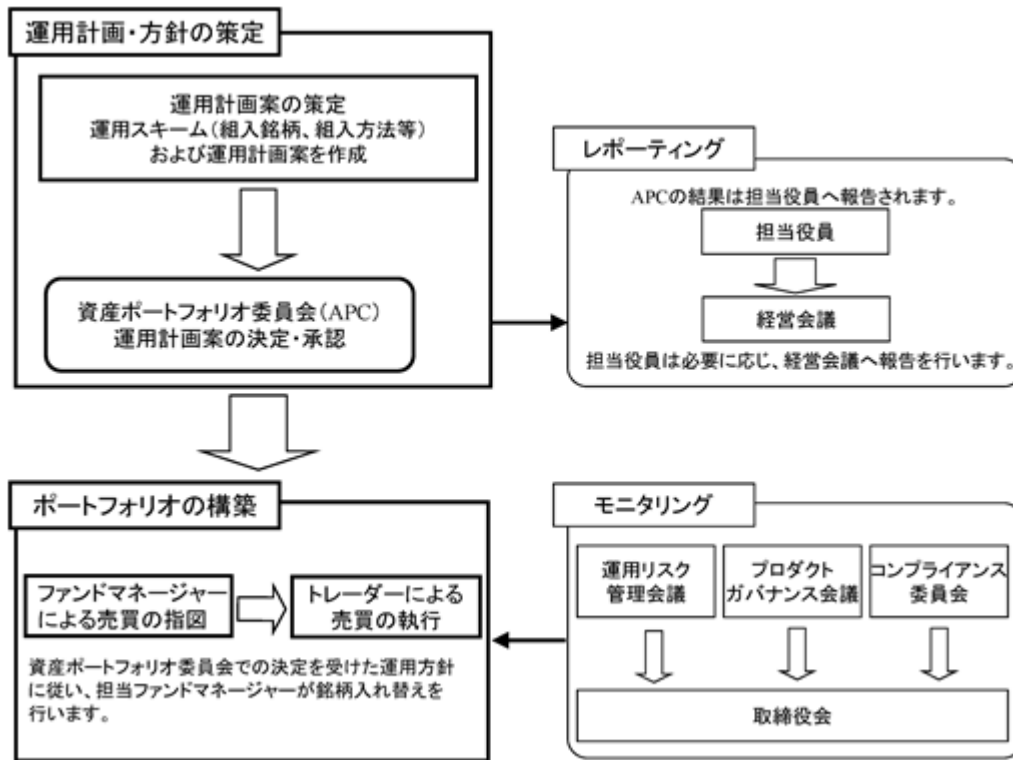 運用計画・方針の策定
運用計画案の策定
運用スキーム(組入銘柄、組入方法等)
および運用計画案を作成
資産ポートフォリオ委員会(APC)
運用計画案の決定・承認
レポーティング
APCの結果は担当役員へ報告されます。
担当役員
経営会議
担当役員は必要に応じ、経営会議へ報告を行います。
ポートフォリオの構築
ファンドマネージャー
による売買の指図
トレーダーによる
売買の執行
資産ポートフォリオ委員会での決定を受けた運用方針
に従い、担当ファンドマネージャーが銘柄入れ替えを
行います。
モニタリング
運用リスク
管理会議
プロダクト
ガバナンス会議
コンプライアンス
委員会
取締役会